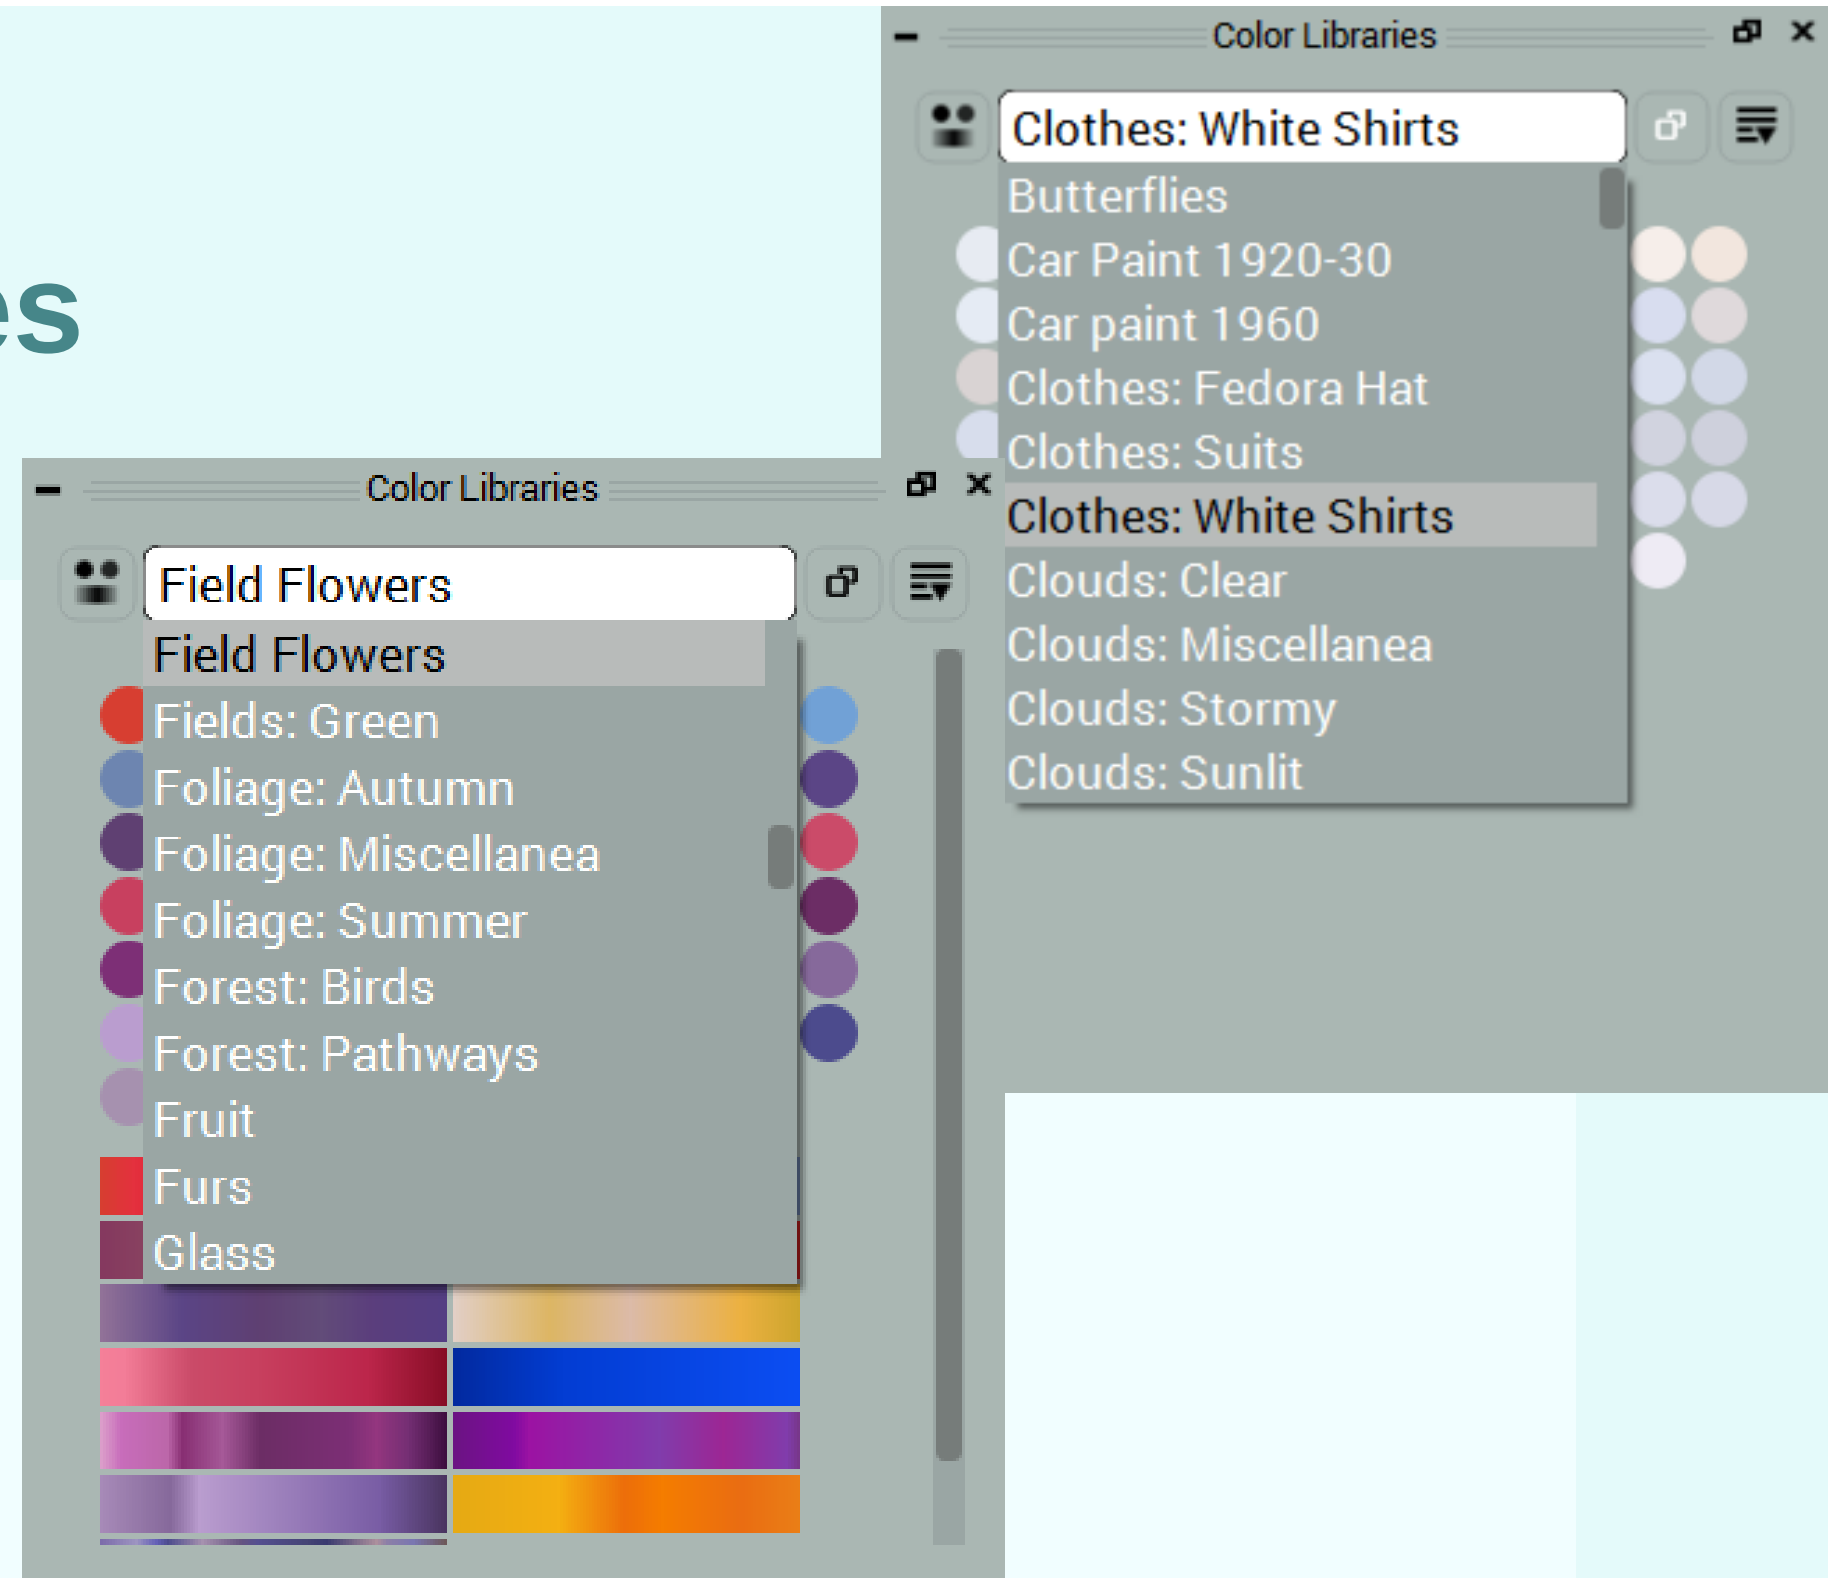 Color Libraries
Clothes: White Shirts
Butterflies
Car Paint 1920-30
Car paint 1960
Clothes: Fedora Hat
Clothes: Suits
Clothes: White Shirts
Clouds: Clear
Clouds: Miscellanea
Clouds: Stormy
Clouds: Sunlit
es
Color Libraries
Field Flowers
Field Flowers
Fields: Green
Foliage: Autumn
Foliage: Miscellanea
Foliage: Summer
Forest: Birds
Forest: Pathways
Fruit
Furs
Glass